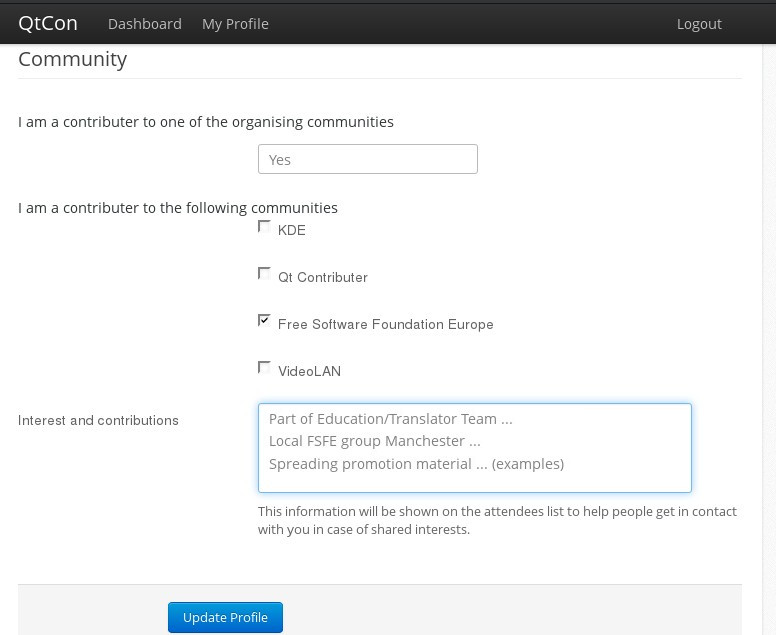 QtCon Dashboard My Profile Logout
Community
I am a contributer to one of the organising communities
Yes
I am a contributer to the following communities
KDE
Qt Contributer
Free Software Foundation Europe
VideoLAN
Interest and contributions
Part of Education/Translator Team ...
Local FSFE group Manchester ...
Spreading promotion material ... (examples)
This information will be shown on the attendees list to help people get in contact
with you in case of shared interests.
Update Profile